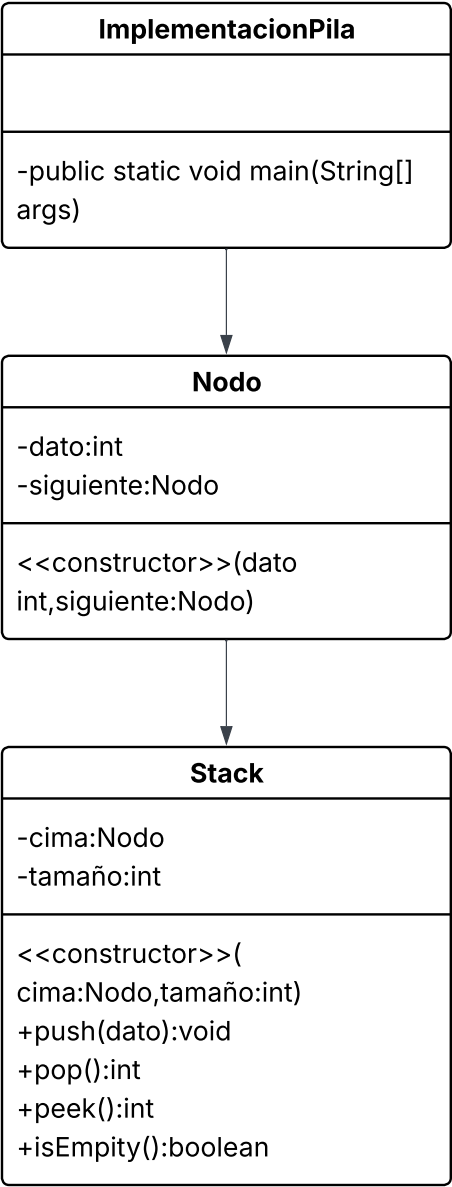 ImplementacionPila
-public static void main(String[]
args)
Nodo
-dato:int
-siguiente:Nodo
<<constructor>>(dato
int,siguiente:Nodo)
Stack
-cima:Nodo
-tamaño:int
<<constructor>>(
cima:Nodo,tamaño:int)
+push(dato):void
+pop():int
+peek():int
+isEmpity():boolean